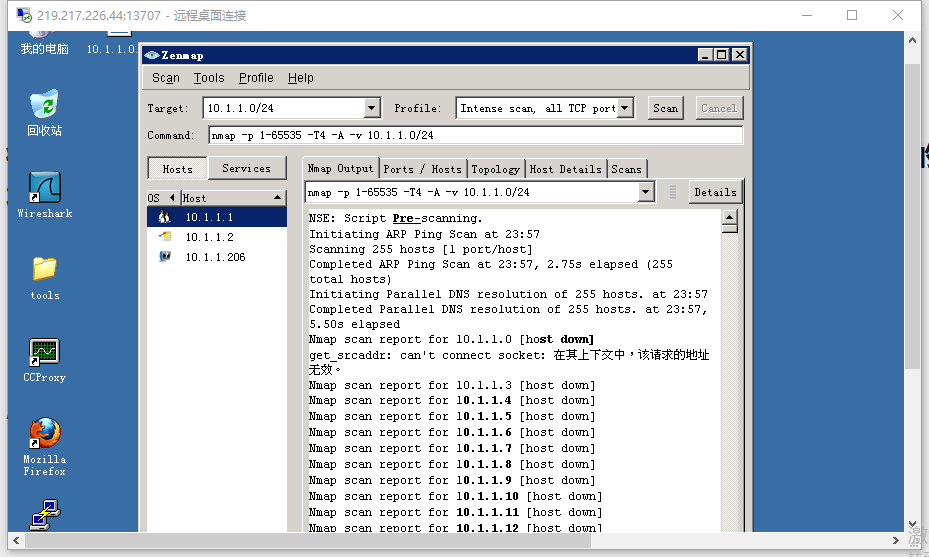 219.217.226.44:13707 - 远程桌面连接
我的电脑
10.1.1.0.
回收站
Wireshark
tools
CCProxy
Mozilla
Firefox
Zenmap
Scan Tools Profile Help
Target: 10.1.1.0/24 Profile: Intense scan, all TCP port Scan Cancel
Command: nmap -p 1-65535 -T4 -A -v 10.1.1.0/24
Hosts Services
OS Host
10.1.1.1
10.1.1.2
10.1.1.206
Nmap Output Ports / Hosts Topology Host Details Scans
nmap -p 1-65535 -T4 -A -v 10.1.1.0/24 Details
NSE: Script Pre-scanning.
Initiating ARP Ping Scan at 23:57
Scanning 255 hosts [1 port/host]
Completed ARP Ping Scan at 23:57, 2.75s elapsed (255
total hosts)
Initiating Parallel DNS resolution of 255 hosts. at 23:57
Completed Parallel DNS resolution of 255 hosts. at 23:57,
5.50s elapsed
Nmap scan report for 10.1.1.0 [host down]
get_srcaddr: can't connect socket: 在其上下文中，该请求的地址
无效。
Nmap scan report for 10.1.1.3 [host down]
Nmap scan report for 10.1.1.4 [host down]
Nmap scan report for 10.1.1.5 [host down]
Nmap scan report for 10.1.1.6 [host down]
Nmap scan report for 10.1.1.7 [host down]
Nmap scan report for 10.1.1.8 [host down]
Nmap scan report for 10.1.1.9 [host down]
Nmap scan report for 10.1.1.10 [host down]
Nmap scan report for 10.1.1.11 [host down]
Nmap scan report for 10.1.1.12 [host down]